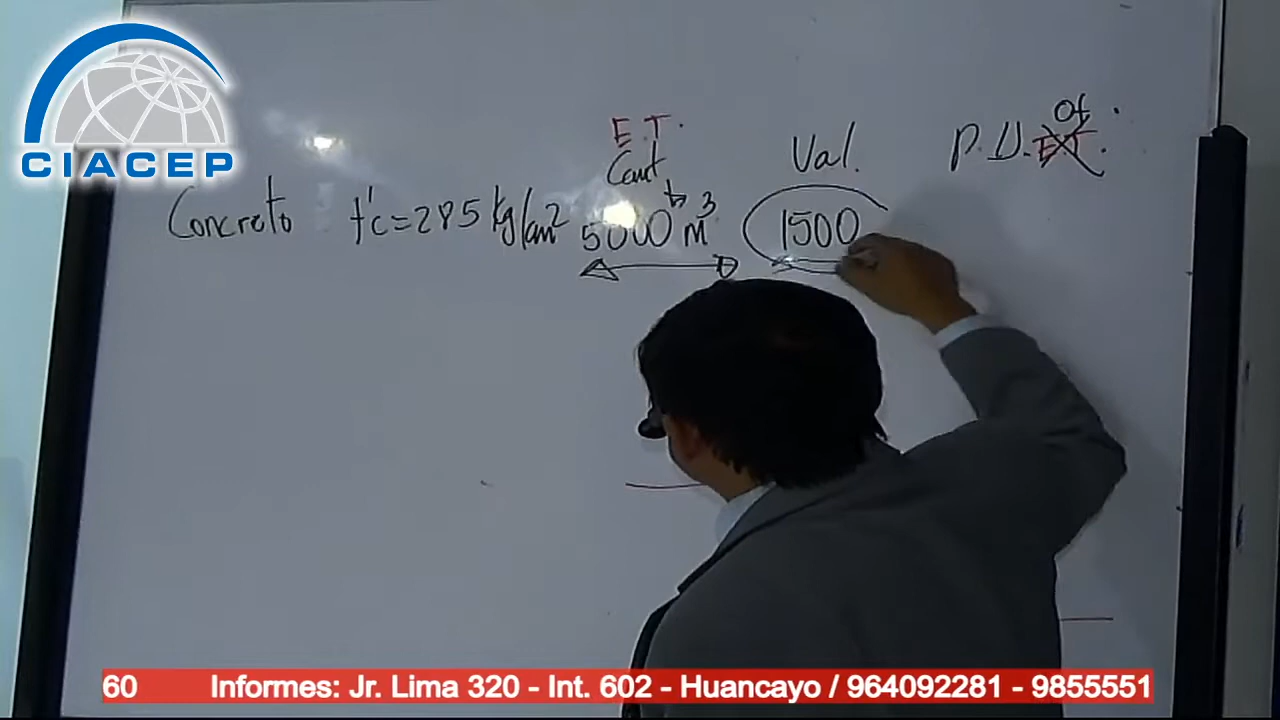 CIACEP
E.T.
Cant
Val.
P.U. E.T. Of.
Concreto f'c=285 kg/cm² 5000 m³ 1500
60 Informes: Jr. Lima 320 - Int. 602 - Huancayo / 964092281 - 9855551